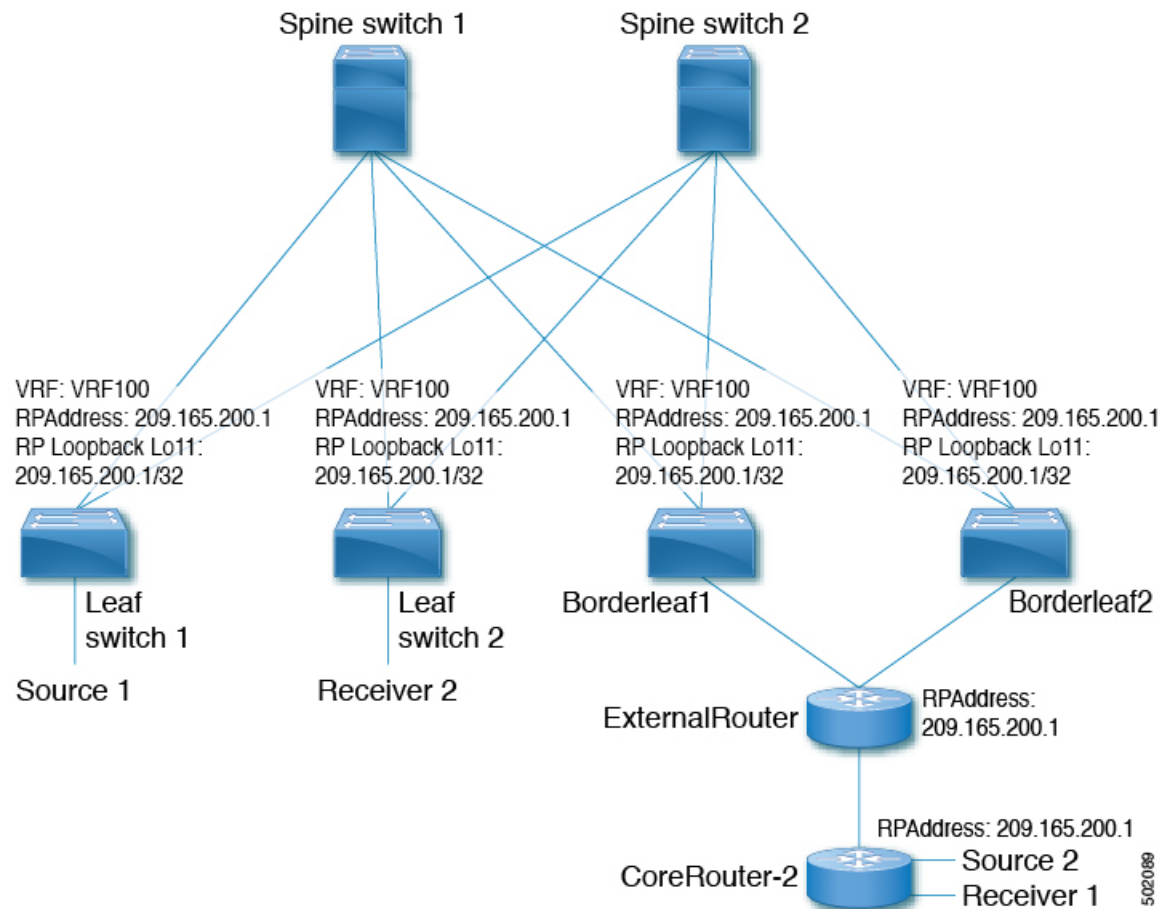 Spine switch 1
Spine switch 2
VRF: VRF100
RPAddress: 209.165.200.1
RP Loopback Lo11:
209.165.200.1/32
VRF: VRF100
RPAddress: 209.165.200.1
RP Loopback Lo11:
209.165.200.1/32
VRF: VRF100
RPAddress: 209.165.200.1
RP Loopback Lo11:
209.165.200.1/32
VRF: VRF100
RPAddress: 209.165.200.1
RP Loopback Lo11:
209.165.200.1/32
Leaf
switch 1
Leaf
switch 2
Borderleaf1
Borderleaf2
Source 1
Receiver 2
ExternalRouter
RPAddress:
209.165.200.1
RPAddress: 209.165.200.1
CoreRouter-2
Source 2
Receiver 1
502089